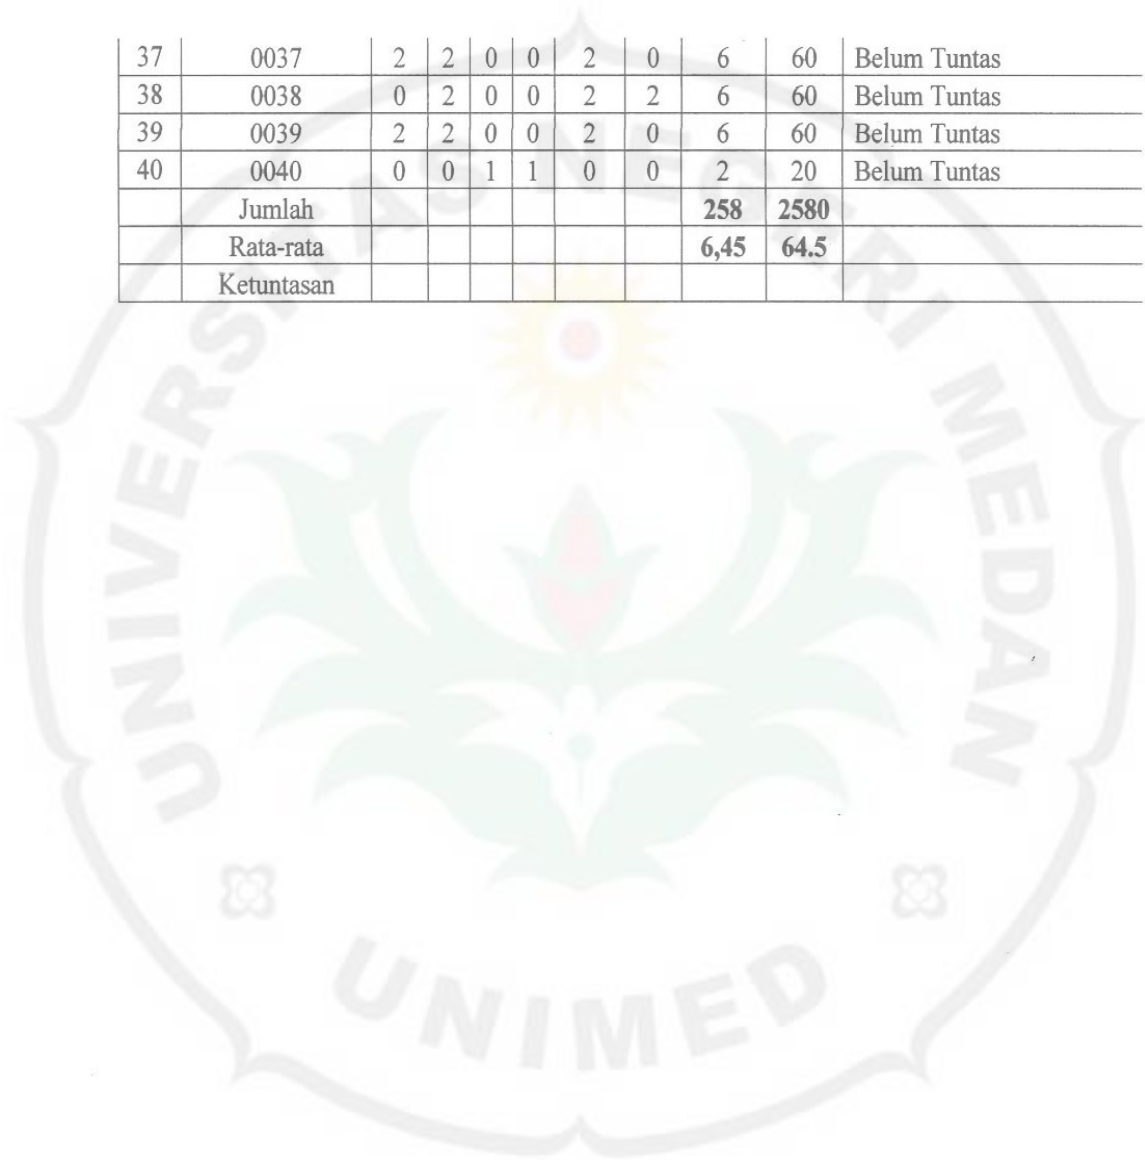 37 0037 2 2 0 0 2 0 6 60 Belum Tuntas
38 0038 0 2 0 0 2 2 6 60 Belum Tuntas
39 0039 2 2 0 0 2 0 6 60 Belum Tuntas
40 0040 0 0 1 1 0 0 2 20 Belum Tuntas
Jumlah 258 2580
Rata-rata 6,45 64.5
Ketuntasan
UNIVERSITAS NEGERI MEDAN
UNIMED